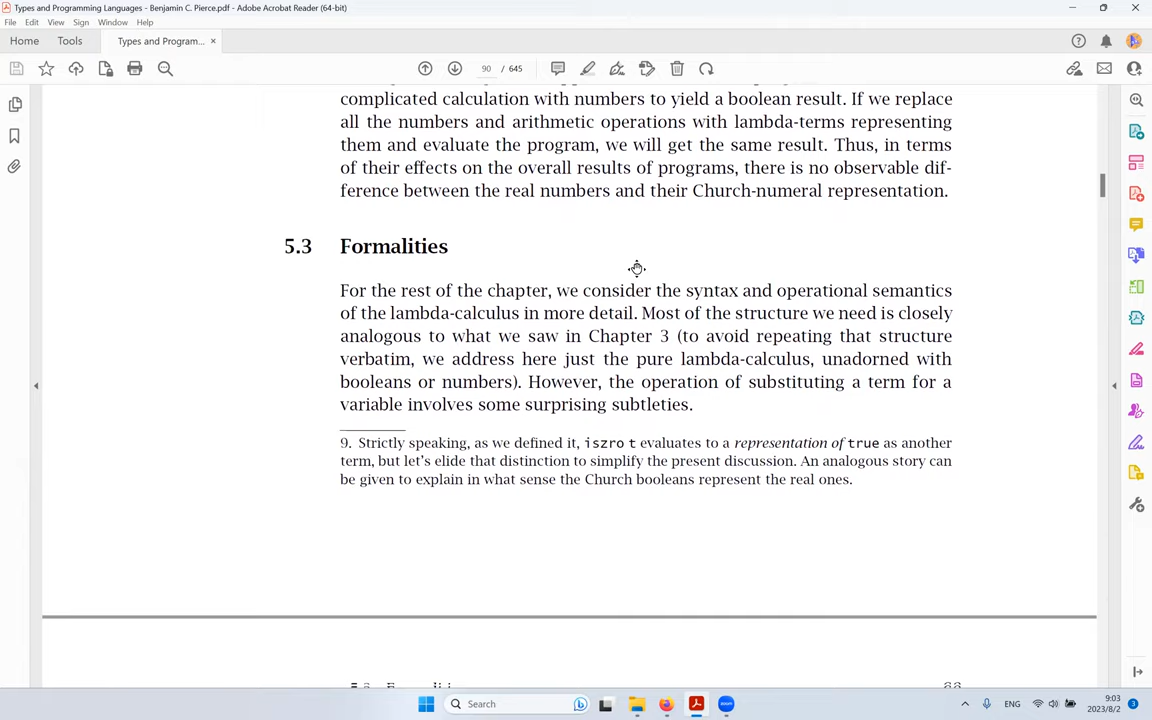 Types and Programming Languages - Benjamin C. Pierce.pdf - Adobe Acrobat Reader (64-bit)
File Edit View Sign Window Help
Home Tools Types and Program... ×
90 / 645
complicated calculation with numbers to yield a boolean result. If we replace
all the numbers and arithmetic operations with lambda-terms representing
them and evaluate the program, we will get the same result. Thus, in terms
of their effects on the overall results of programs, there is no observable dif-
ference between the real numbers and their Church-numeral representation.
5.3 Formalities
For the rest of the chapter, we consider the syntax and operational semantics
of the lambda-calculus in more detail. Most of the structure we need is closely
analogous to what we saw in Chapter 3 (to avoid repeating that structure
verbatim, we address here just the pure lambda-calculus, unadorned with
booleans or numbers). However, the operation of substituting a term for a
variable involves some surprising subtleties.
9. Strictly speaking, as we defined it, iszro t evaluates to a representation of true as another
term, but let's elide that distinction to simplify the present discussion. An analogous story can
be given to explain in what sense the Church booleans represent the real ones.
Search
ENG
9:03
2023/8/2
3